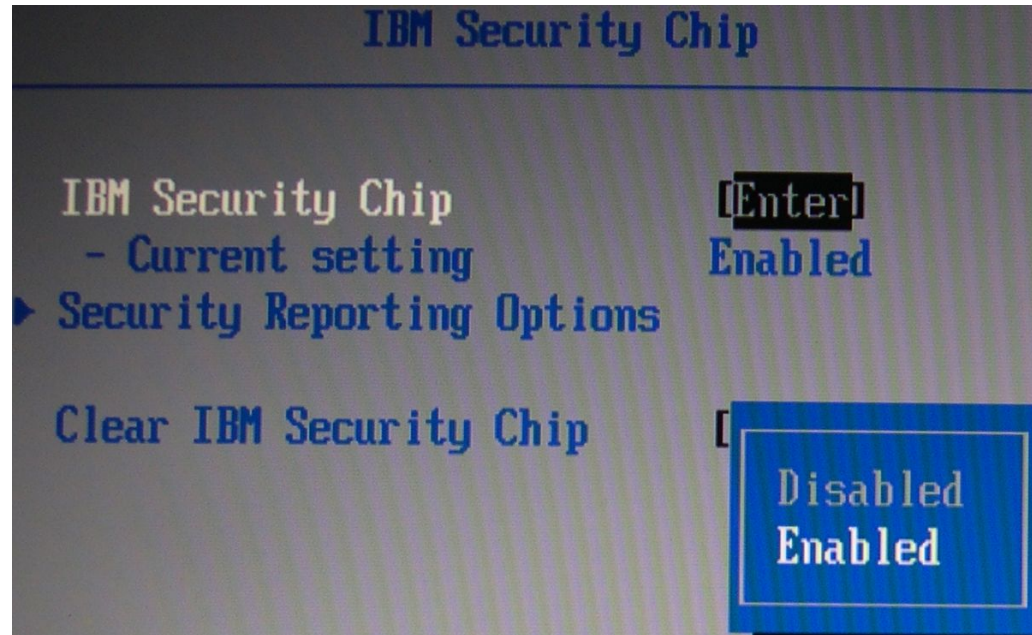 IBM Security Chip
IBM Security Chip [Enter]
- Current setting Enabled
Security Reporting Options
Clear IBM Security Chip [
Disabled
Enabled